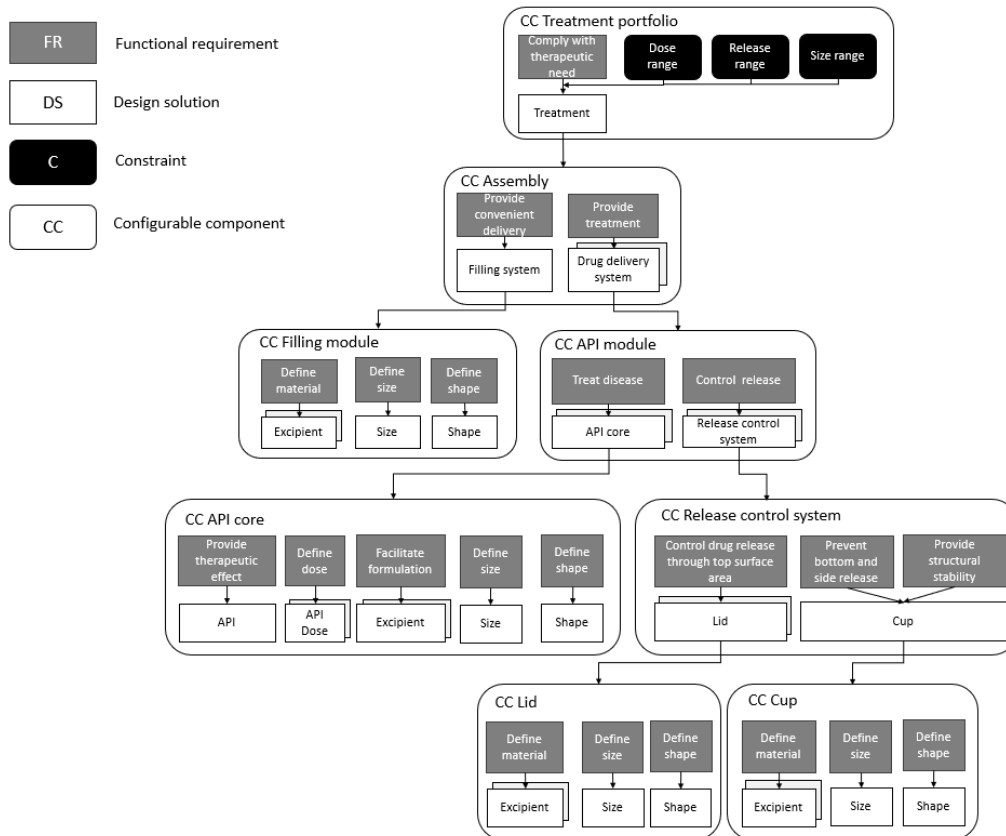 FR
Functional requirement
DS
Design solution
C
Constraint
CC
Configurable component
CC Treatment portfolio
Comply with
therapeutic
need
Dose
range
Release
range
Size range
Treatment
CC Assembly
Provide
convenient
delivery
Provide
treatment
Filling system
Drug delivery
system
CC Filling module
Define
material
Define
size
Define
shape
Excipient
Size
Shape
CC API module
Treat disease
Control release
API core
Release control
system
CC API core
Provide
therapeutic
effect
Define
dose
Facilitate
formulation
Define
size
Define
shape
API
API
Dose
Excipient
Size
Shape
CC Release control system
Control drug release
through top surface
area
Prevent
bottom and
side release
Provide
structural
stability
Lid
Cup
CC Lid
Define
material
Define
size
Define
shape
Excipient
Size
Shape
CC Cup
Define
material
Define
size
Define
shape
Excipient
Size
Shape